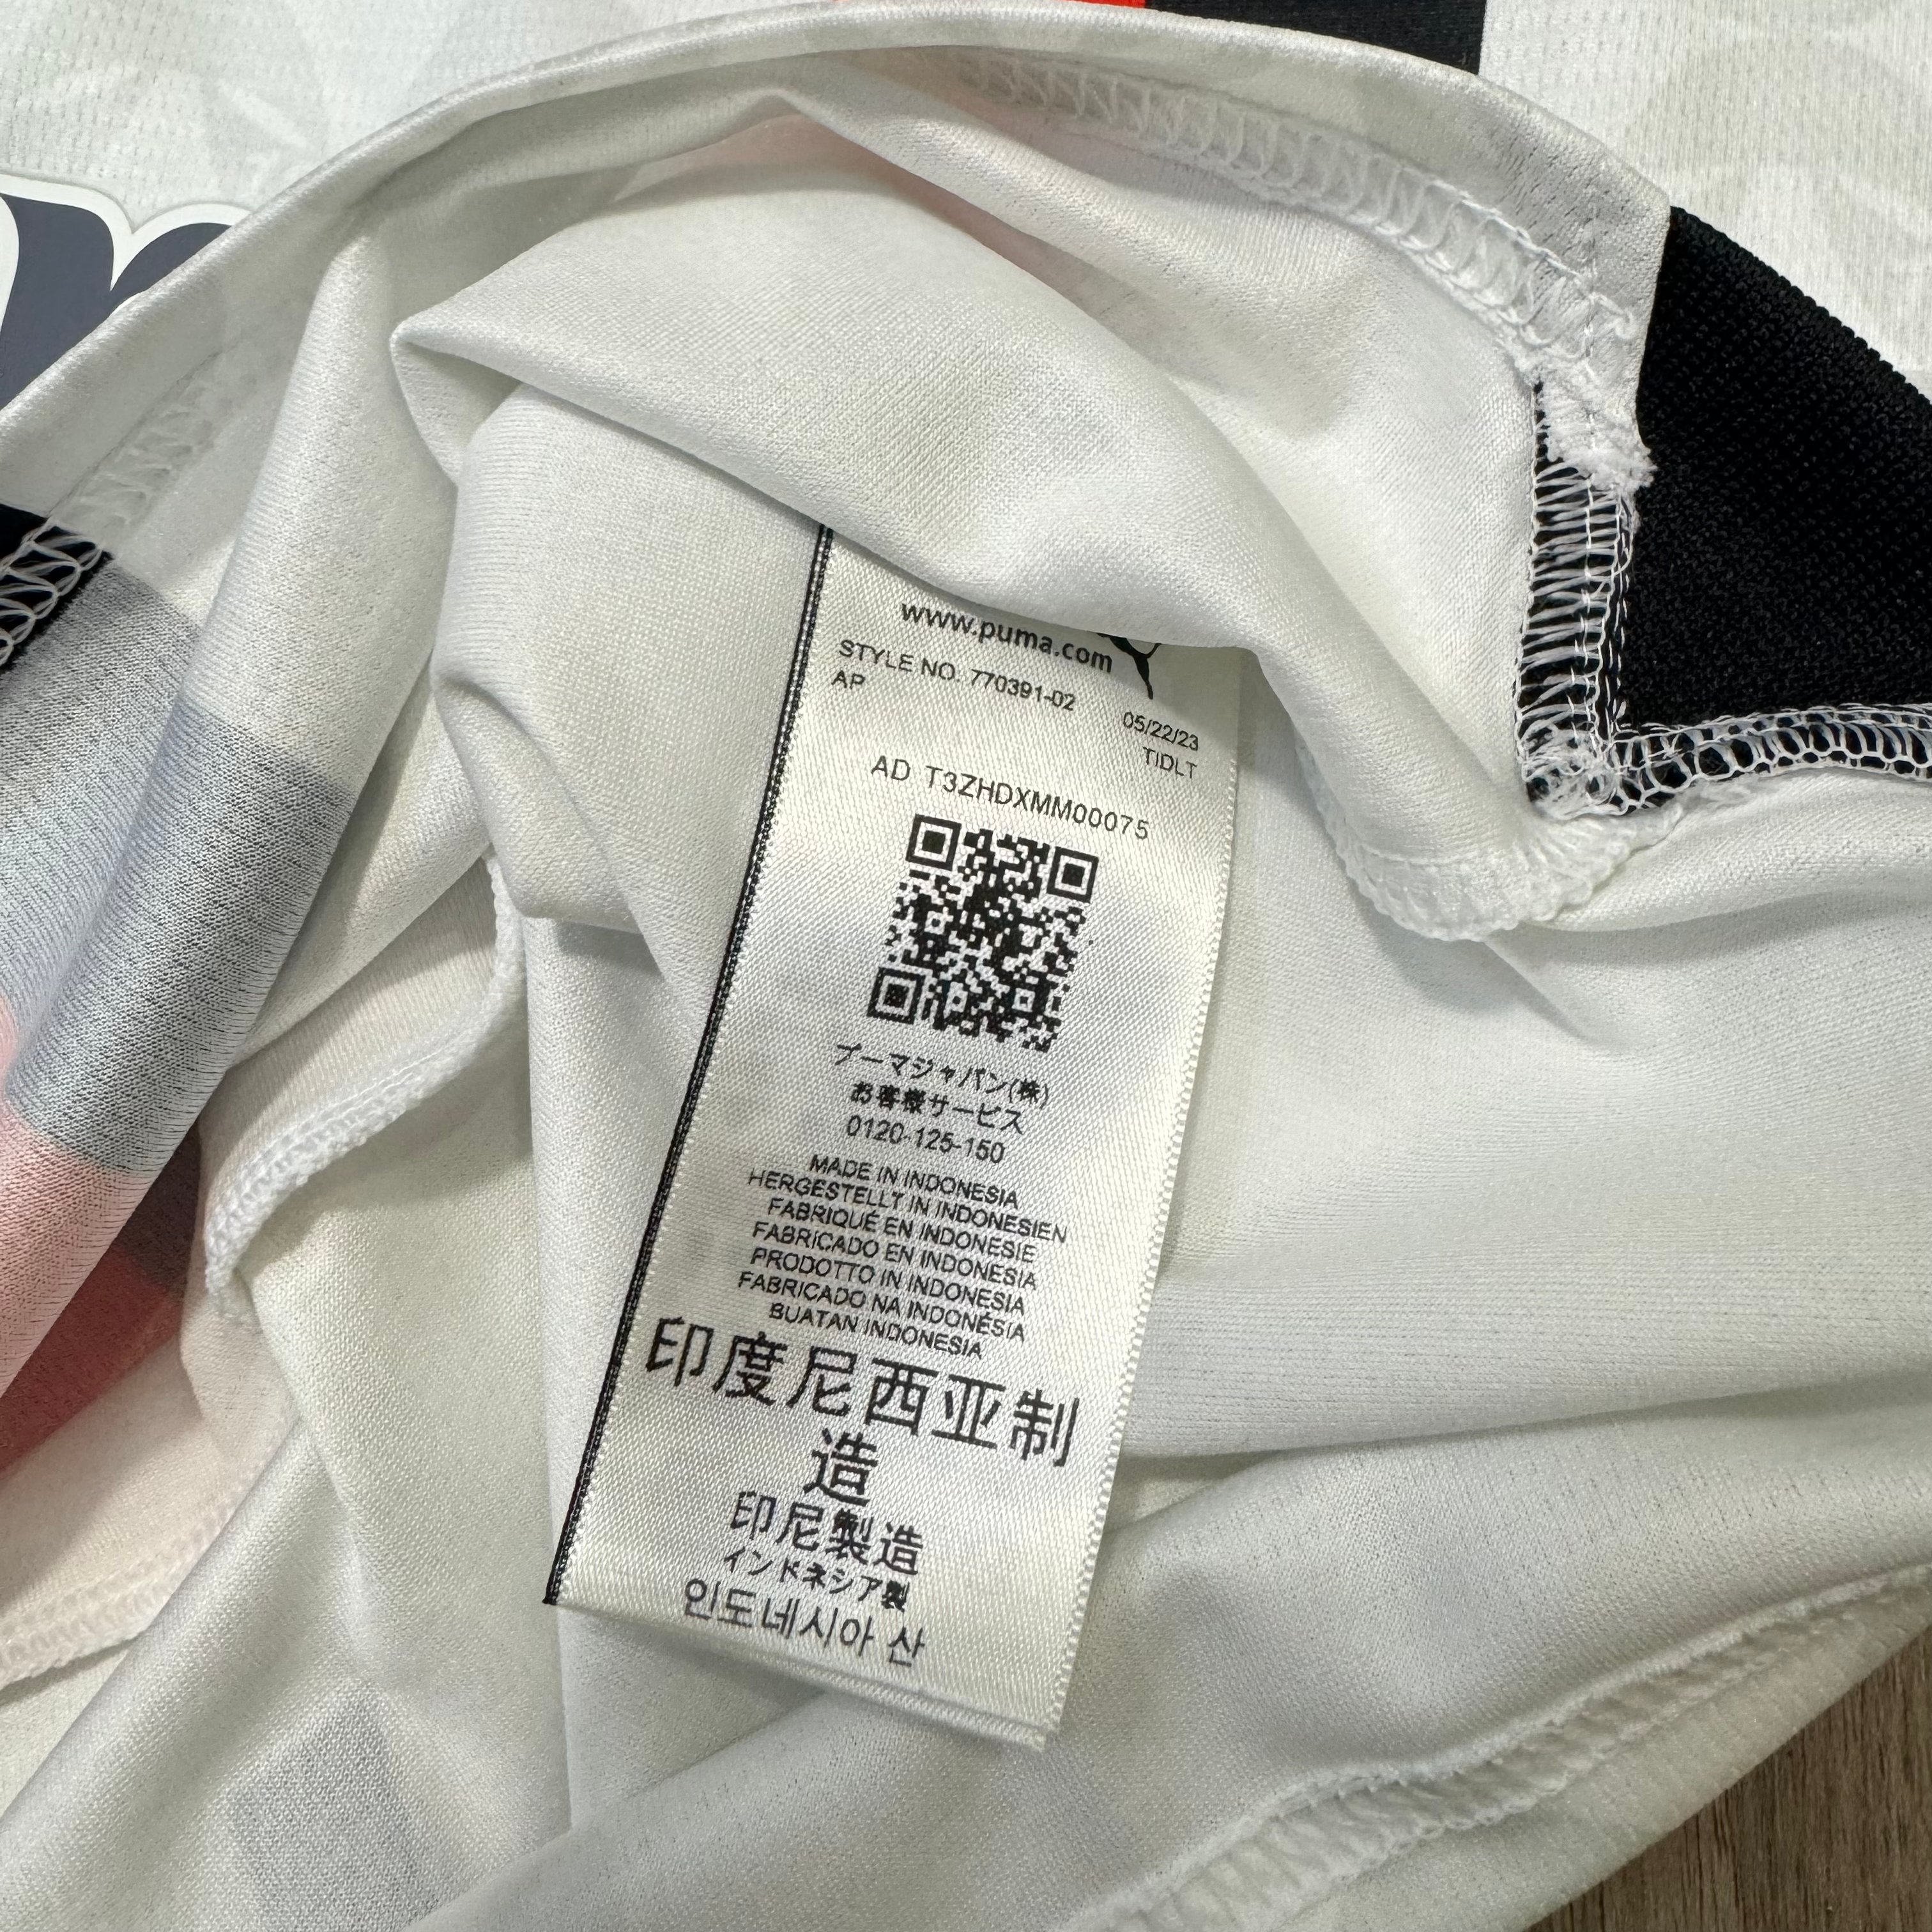 www.puma.com
STYLE NO. 770391-02
AP
05/22/23
TIDLT
AD T3ZHDXMM00075
プーマジャパン(株)
お客様サービス
0120-125-150
MADE IN INDONESIA
HERGESTELLT IN INDONESIEN
FABRIQUÉ EN INDONESIE
FABRICADO EN INDONESIA
PRODOTTO IN INDONESIA
FABRICADO NA INDONÉSIA
BUATAN INDONESIA
印度尼西亚制
造
印尼製造
インドネシア製
인도네시아 산